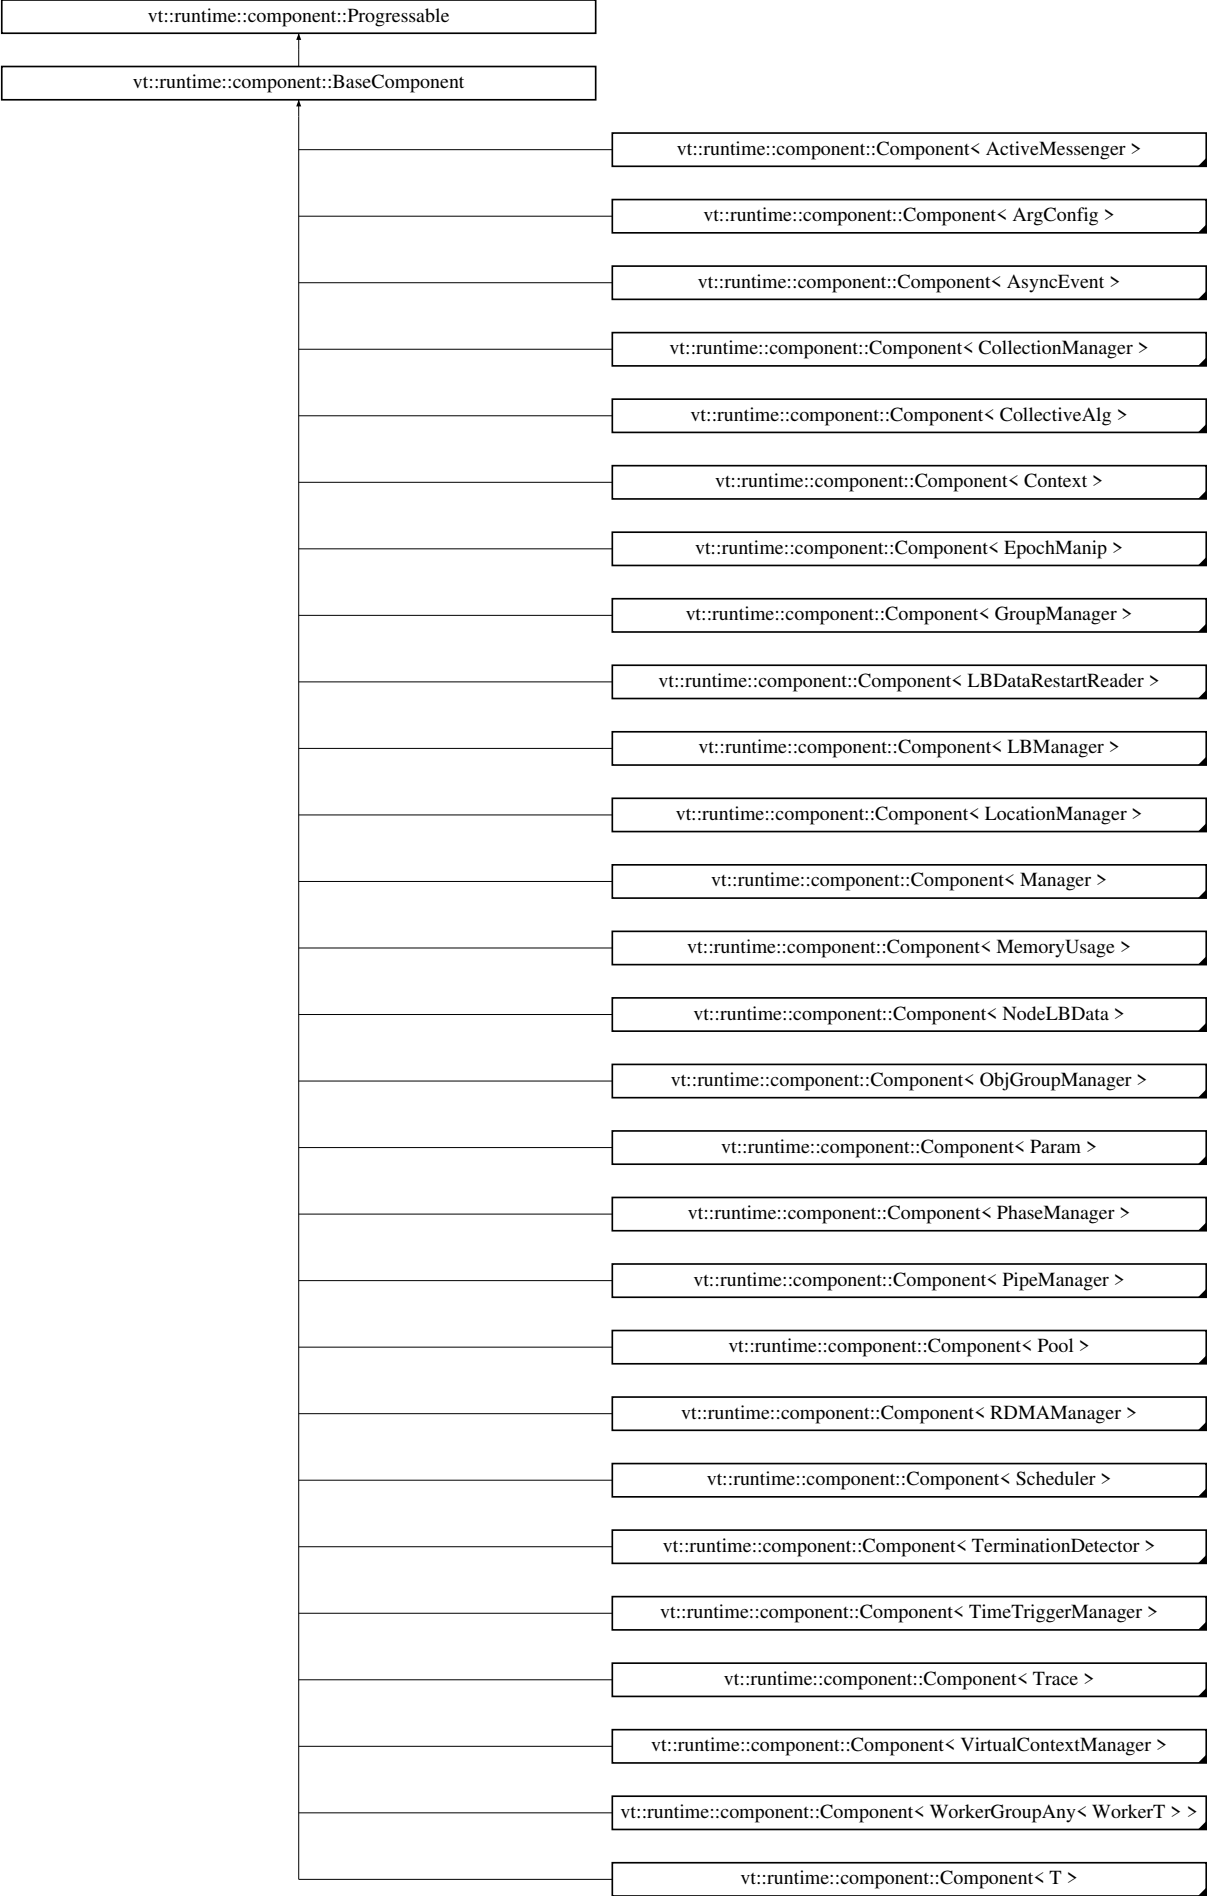 vt::runtime::component::Progressable
vt::runtime::component::BaseComponent
vt::runtime::component::Component< ActiveMessenger >
vt::runtime::component::Component< ArgConfig >
vt::runtime::component::Component< AsyncEvent >
vt::runtime::component::Component< CollectionManager >
vt::runtime::component::Component< CollectiveAlg >
vt::runtime::component::Component< Context >
vt::runtime::component::Component< EpochManip >
vt::runtime::component::Component< GroupManager >
vt::runtime::component::Component< LBDataRestartReader >
vt::runtime::component::Component< LBManager >
vt::runtime::component::Component< LocationManager >
vt::runtime::component::Component< Manager >
vt::runtime::component::Component< MemoryUsage >
vt::runtime::component::Component< NodeLBData >
vt::runtime::component::Component< ObjGroupManager >
vt::runtime::component::Component< Param >
vt::runtime::component::Component< PhaseManager >
vt::runtime::component::Component< PipeManager >
vt::runtime::component::Component< Pool >
vt::runtime::component::Component< RDMAManager >
vt::runtime::component::Component< Scheduler >
vt::runtime::component::Component< TerminationDetector >
vt::runtime::component::Component< TimeTriggerManager >
vt::runtime::component::Component< Trace >
vt::runtime::component::Component< VirtualContextManager >
vt::runtime::component::Component< WorkerGroupAny< WorkerT > >
vt::runtime::component::Component< T >